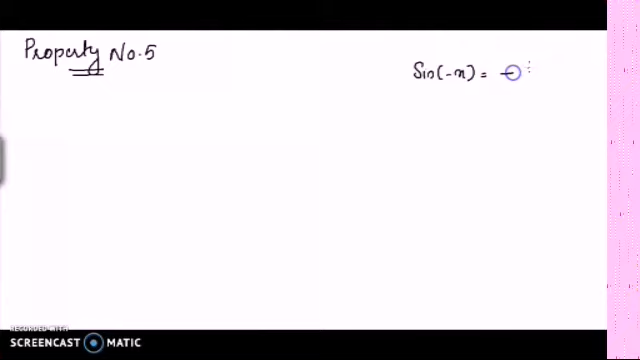 Property No.5
Sin(-x) = -
RECORDED WITH
SCREENCAST MATIC